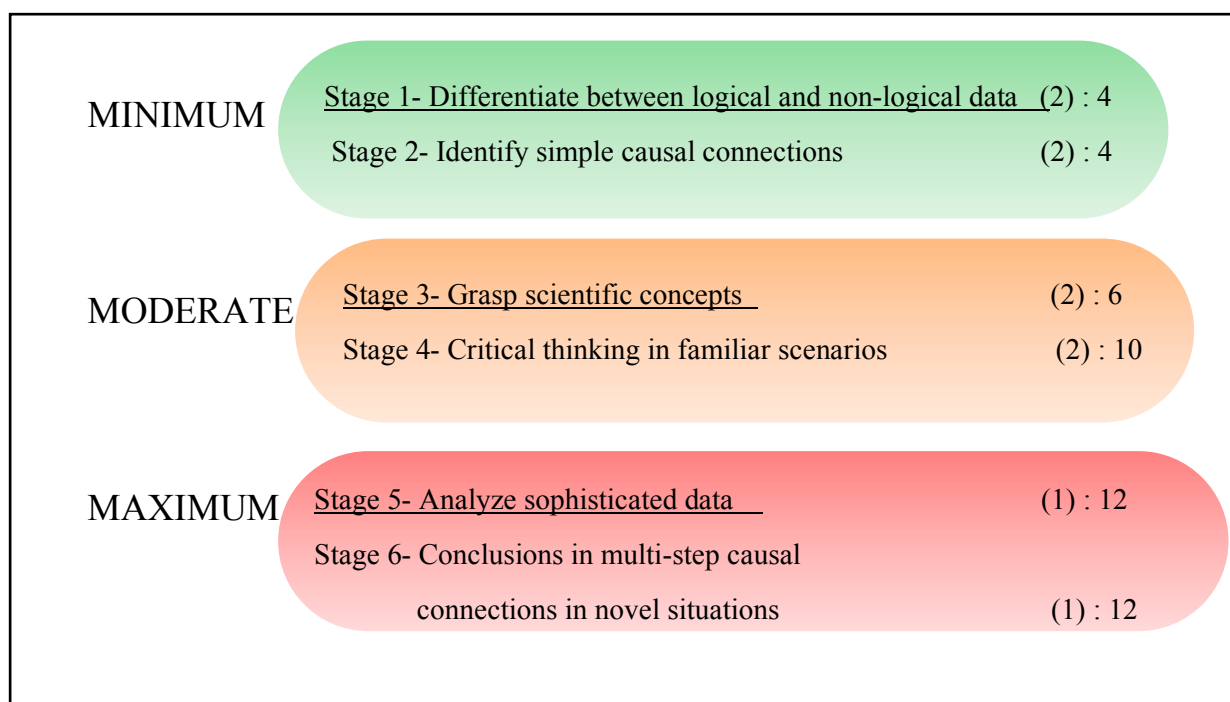 MINIMUM
Stage 1- Differentiate between logical and non-logical data (2) : 4
Stage 2- Identify simple causal connections (2) : 4
MODERATE
Stage 3- Grasp scientific concepts (2) : 6
Stage 4- Critical thinking in familiar scenarios (2) : 10
MAXIMUM
Stage 5- Analyze sophisticated data (1) : 12
Stage 6- Conclusions in multi-step causal
connections in novel situations (1) : 12